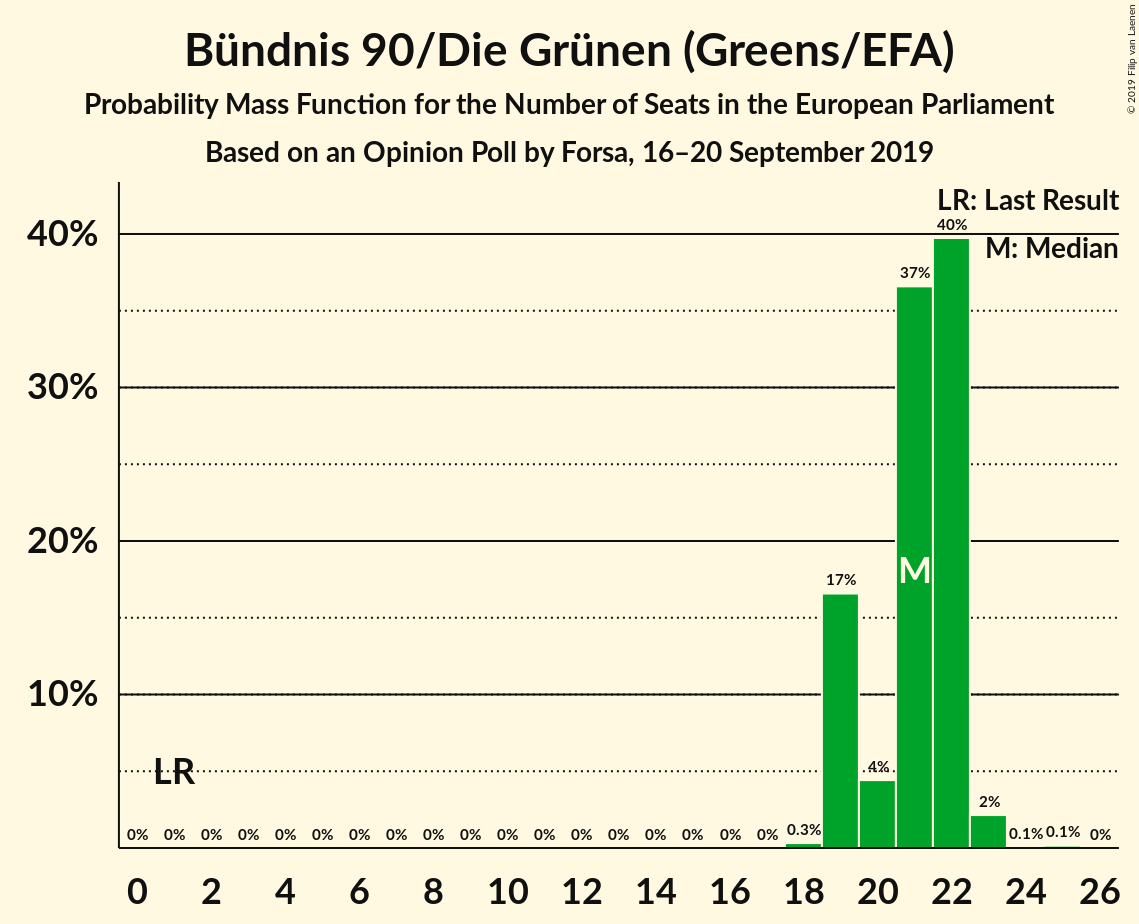 Bündnis 90/Die Grünen (Greens/EFA)
Probability Mass Function for the Number of Seats in the European Parliament
Based on an Opinion Poll by Forsa, 16–20 September 2019
© 2019 Filip van Laenen
LR: Last Result
M: Median
40%
30%
20%
10%
40%
37%
17%
4%
2%
M
LR
0% 0% 0% 0% 0% 0% 0% 0% 0% 0% 0% 0% 0% 0% 0% 0% 0% 0% 0.3% 0.1% 0.1% 0%
0 2 4 6 8 10 12 14 16 18 20 22 24 26